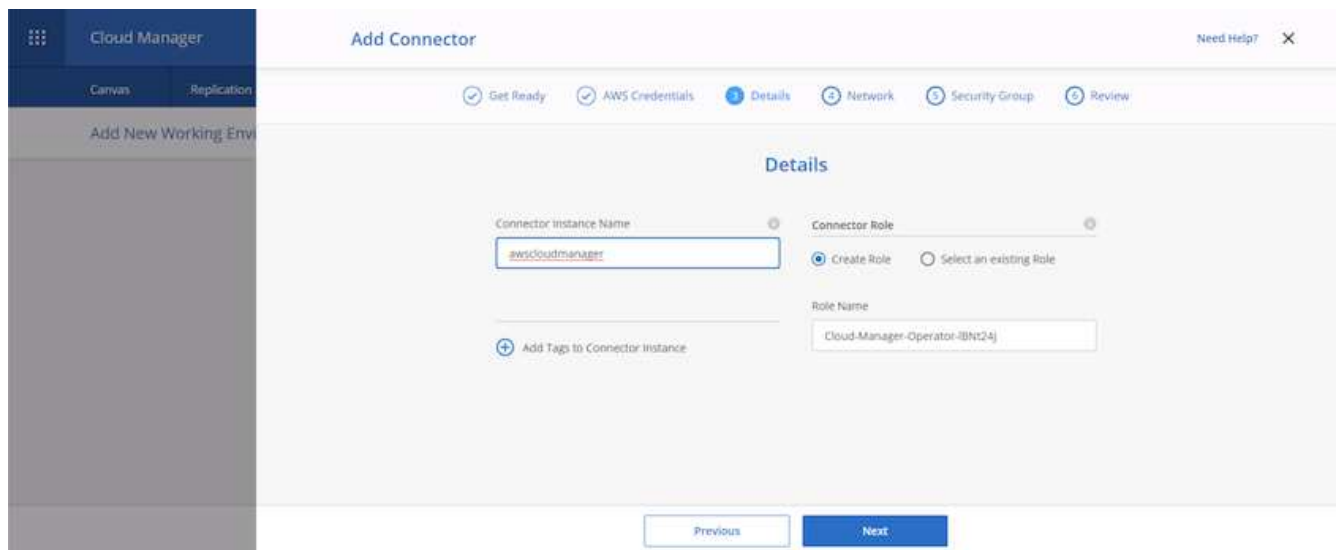 Cloud Manager
Add Connector
Need Help?
Canvas
Replication
Get Ready
AWS Credentials
3 Details
4 Network
5 Security Group
6 Review
Add New Working Envi
Details
Connector Instance Name
Connector Role
awscloudmanager
Create Role
Select an existing Role
Role Name
Add Tags to Connector Instance
Cloud-Manager-Operator-lBNt24j
Previous
Next